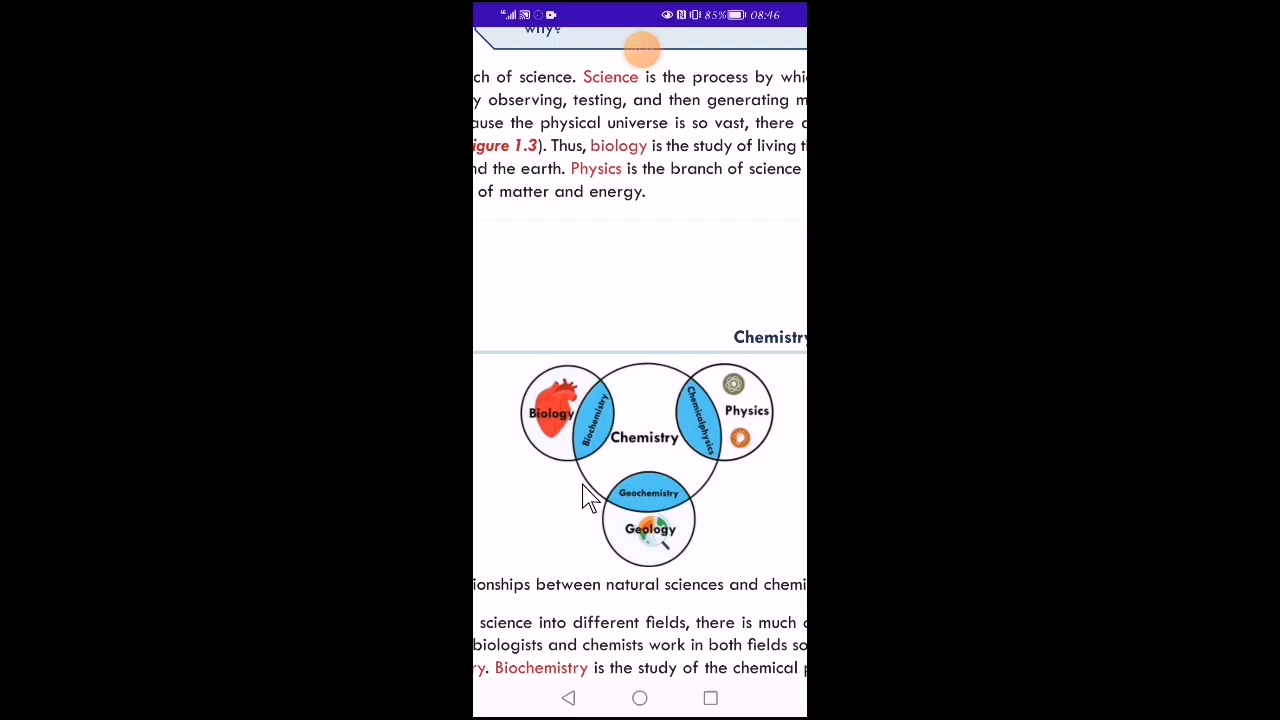 85% 08:46
why?
ch of science. Science is the process by whi
y observing, testing, and then generating m
ause the physical universe is so vast, there
igure 1.3). Thus, biology is the study of living t
nd the earth. Physics is the branch of science
of matter and energy.
Chemistry
Biology
Biochemistry
Chemistry
Chemicalphysics
Physics
Geochemistry
Geology
ionships between natural sciences and chemi
science into different fields, there is much
biologists and chemists work in both fields so
ry. Biochemistry is the study of the chemical